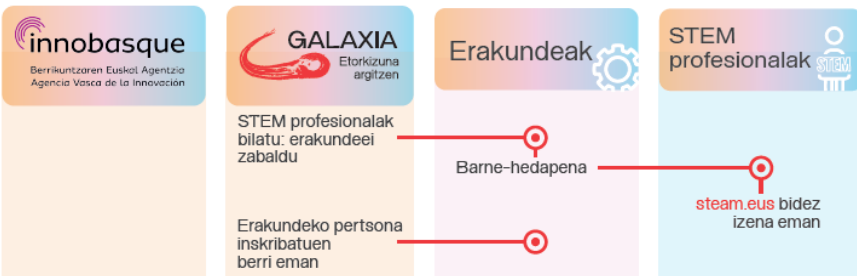 innobasque
Berrikuntzaren Euskal Agentzia
Agencia Vasca de la Innovación
GALAXIA
Etorkizuna
argitzen
Erakundeak
STEM
profesionalak
STEM
STEM profesionalak
bilatu: erakundeei
zabaldu
Barne-hedapena
steam.eus bidez
izena eman
Erakundeko pertsona
inskribatuen
berri eman